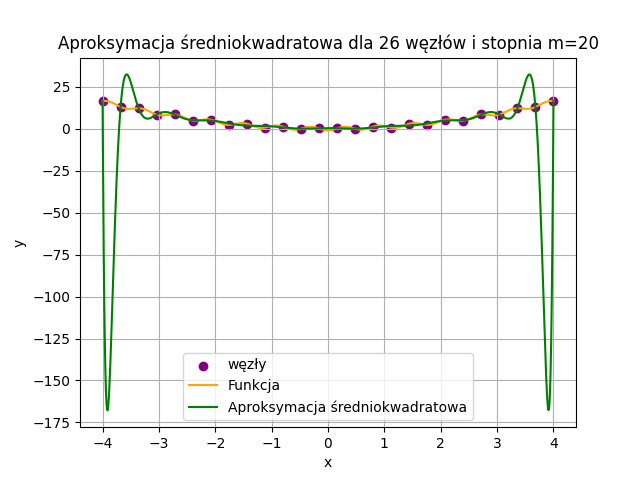 Aproksymacja średniokwadratowa dla 26 węzłów i stopnia m=20
25
0
−25
−50
−75
−100
−125
−150
−175
y
węzły
Funkcja
Aproksymacja średniokwadratowa
−4 −3 −2 −1 0 1 2 3 4
x